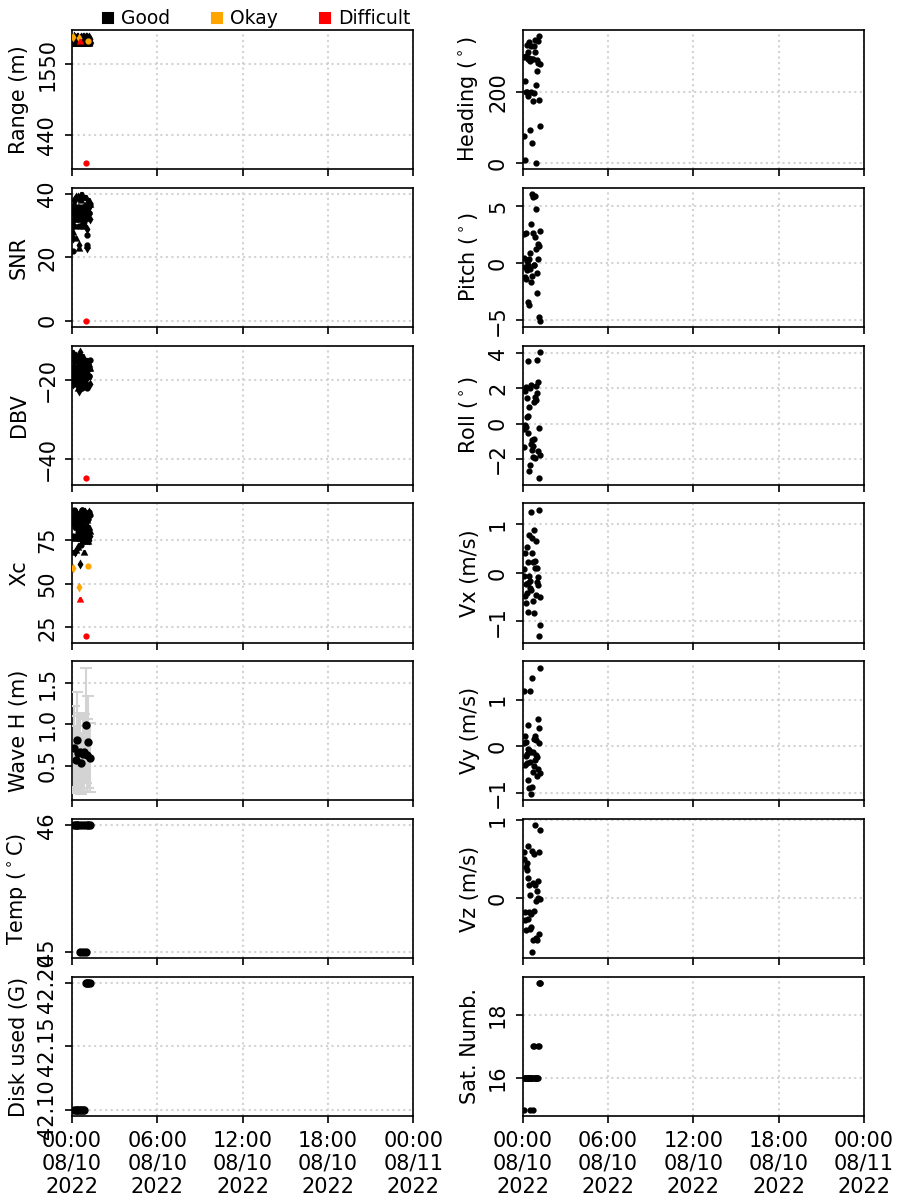 Good Okay Difficult
Range (m)
1550
440
Heading (°)
200
0
SNR
40
20
0
Pitch (°)
5
0
−5
DBV
−20
−40
Roll (°)
4
2
0
−2
Xc
75
50
25
Vx (m/s)
1
0
−1
Wave H (m)
1.5
1.0
0.5
Vy (m/s)
1
0
−1
Temp (°C)
46
45
Vz (m/s)
1
0
Disk used (G)
42.20
42.15
42.10
Sat. Numb.
18
16
00:00 06:00 12:00 18:00 00:00
08/10 08/10 08/10 08/10 08/11
2022 2022 2022 2022 2022
00:00 06:00 12:00 18:00 00:00
08/10 08/10 08/10 08/10 08/11
2022 2022 2022 2022 2022